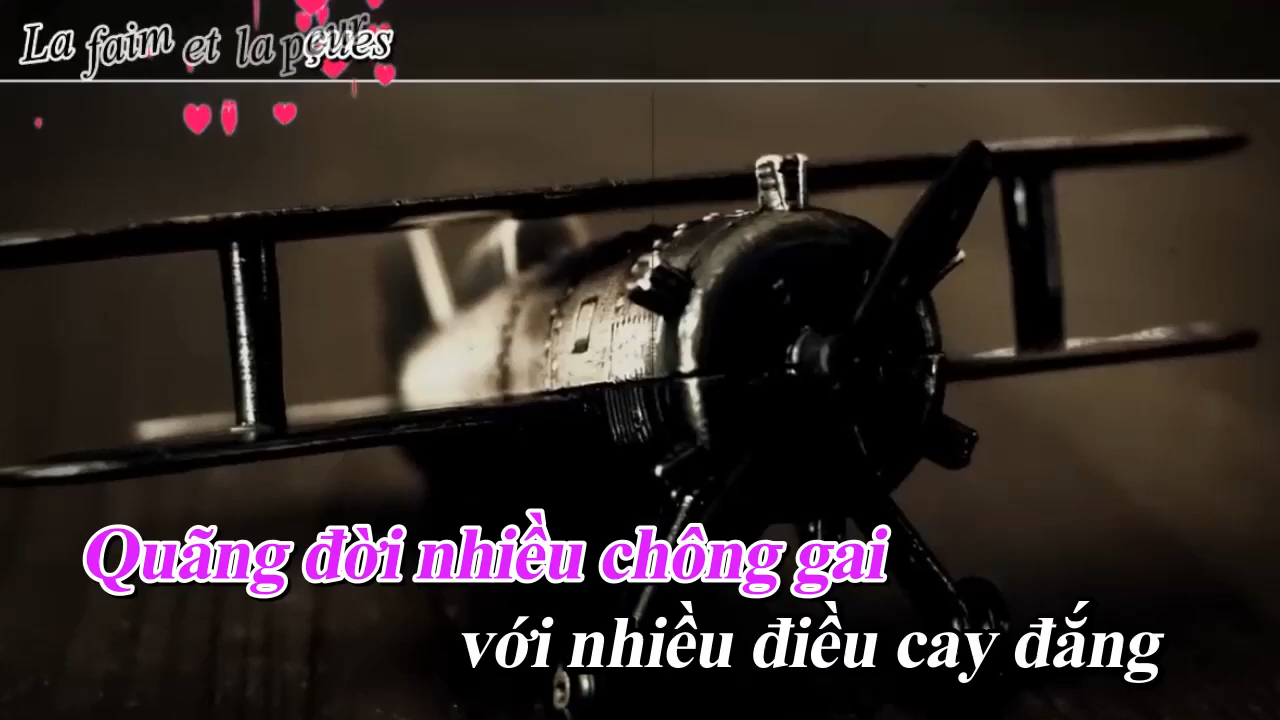 La faim et la
Quãng đời nhiều chông gai
với nhiều điều cay đắng